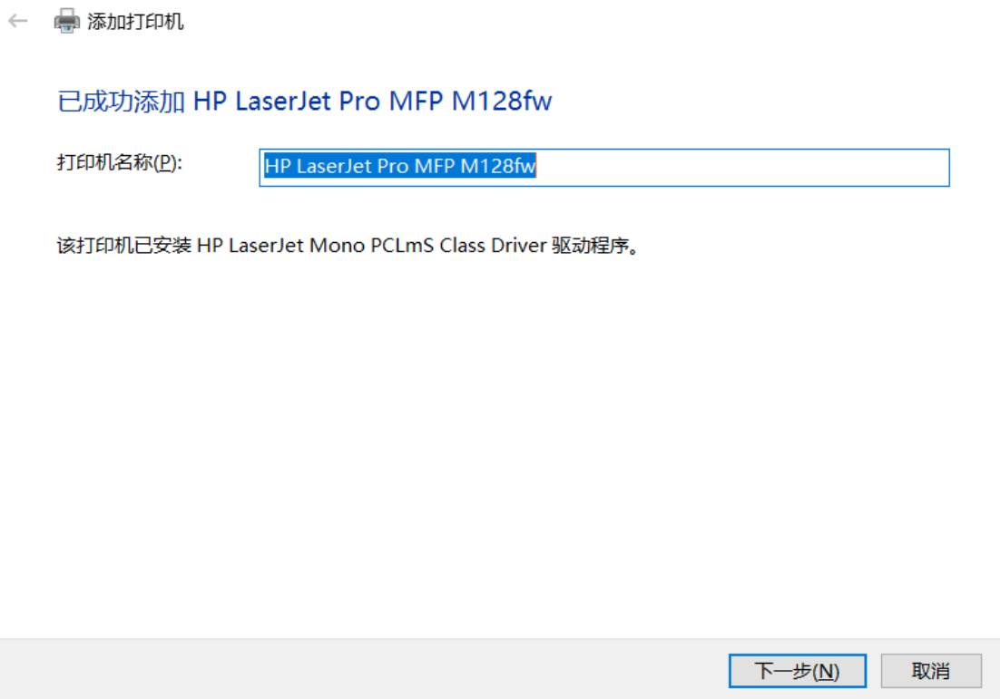 添加打印机
已成功添加 HP LaserJet Pro MFP M128fw
打印机名称(P): HP LaserJet Pro MFP M128fw
该打印机已安装 HP LaserJet Mono PCLmS Class Driver 驱动程序。
下一步(N) 取消